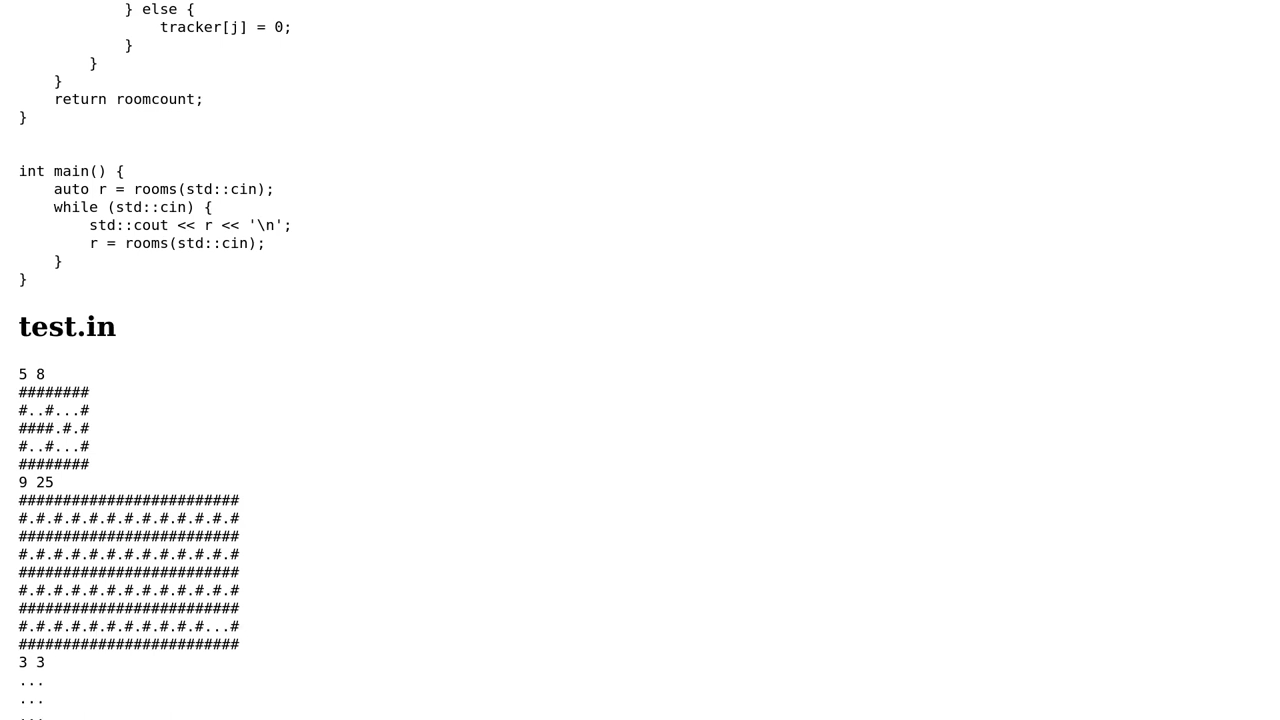 } else {
                tracker[j] = 0;
            }
        }
    }
    return roomcount;
}
int main() {
    auto r = rooms(std::cin);
    while (std::cin) {
        std::cout << r << '\n';
        r = rooms(std::cin);
    }
}
test.in
5 8
########
#..#...#
####.#.#
#..#...#
########
9 25
#########################
#.#.#.#.#.#.#.#.#.#.#.#.#
#########################
#.#.#.#.#.#.#.#.#.#.#.#.#
#########################
#.#.#.#.#.#.#.#.#.#.#.#.#
#########################
#.#.#.#.#.#.#.#.#.#.#...#
#########################
3 3
...
...
...